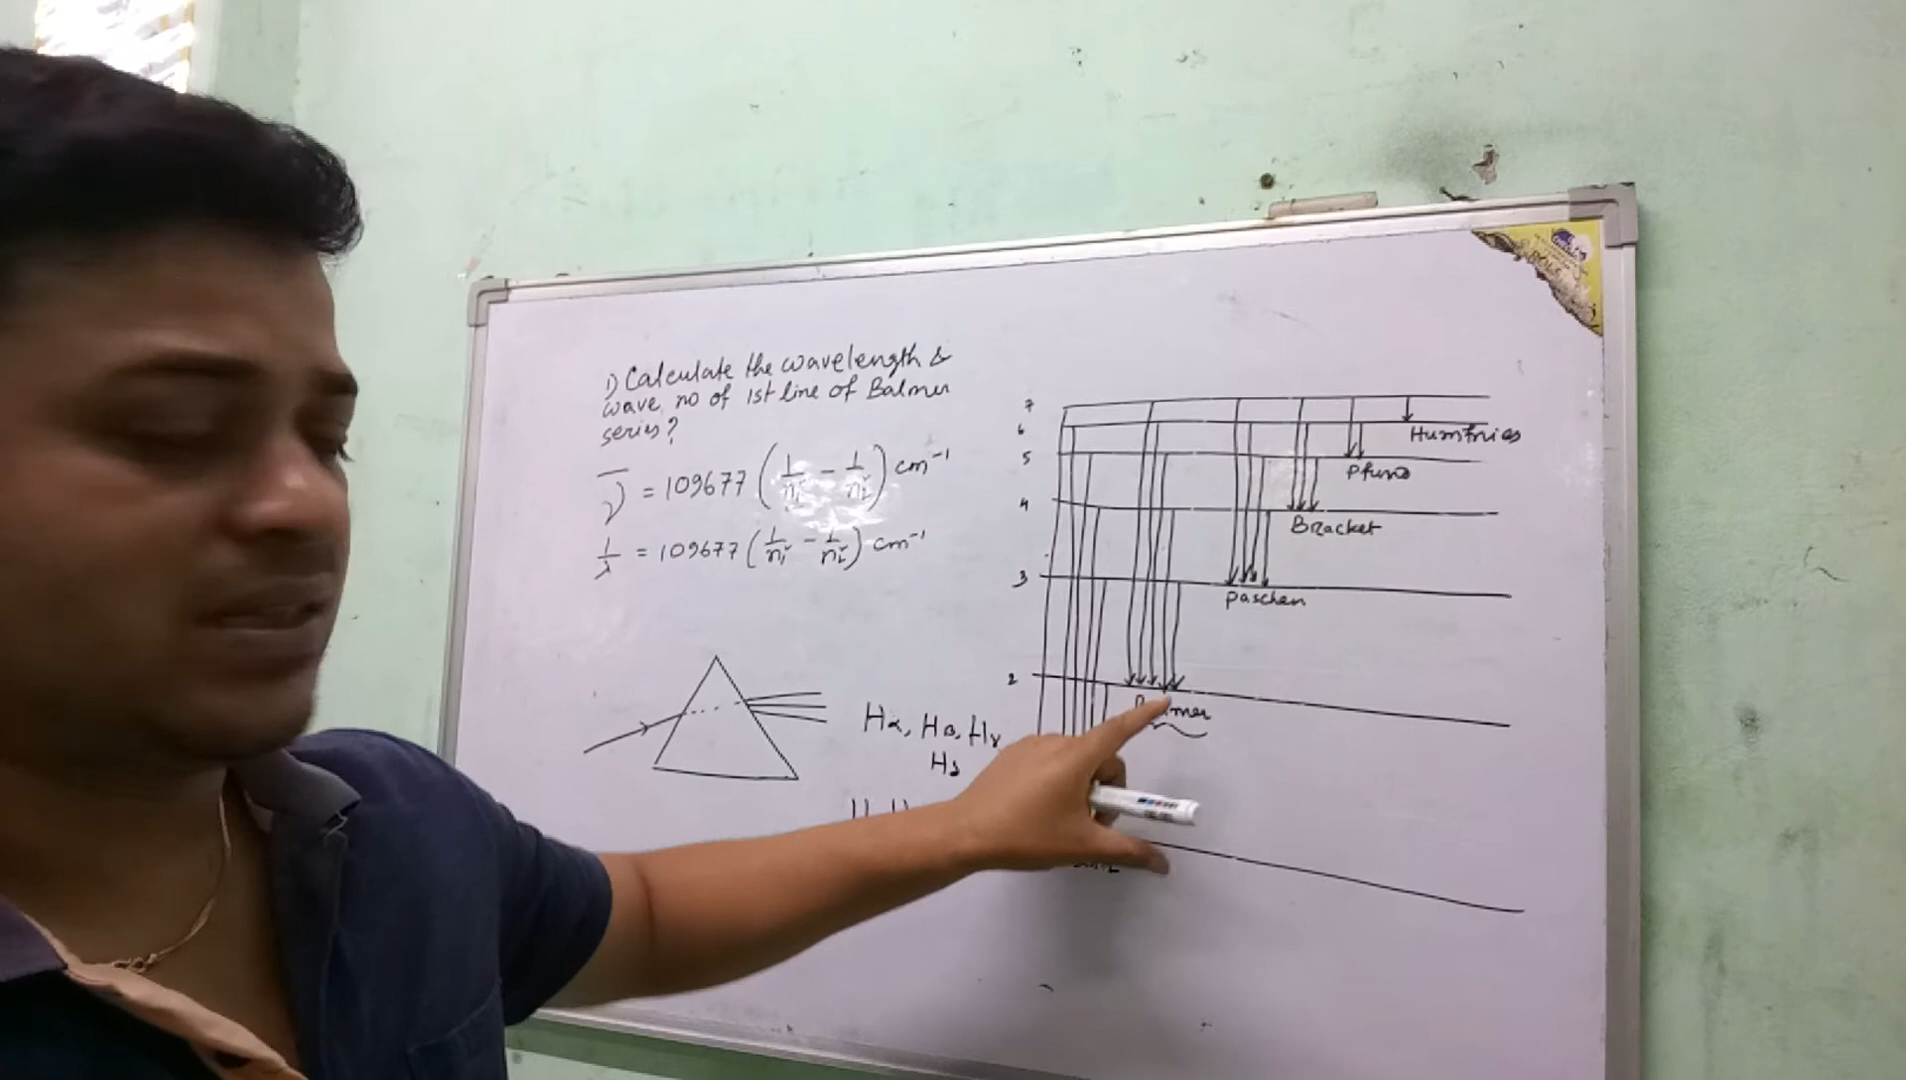 1) Calculate the wavelength &
wave no of 1st line of Balmer
series?
ν̅ = 109677 (1/n₁² − 1/n₂²) cm⁻¹
1/λ = 109677 (1/n₁² − 1/n₂²) cm⁻¹
Hα, Hβ, Hγ,
Hδ
7
6
Humfries
5
Pfund
4
Bracket
3
Paschen
2